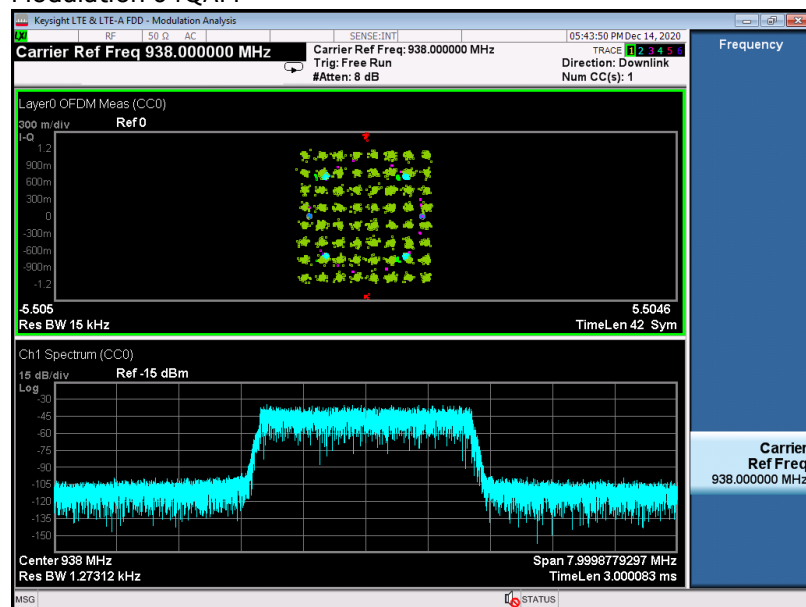 Keysight LTE & LTE-A FDD - Modulation Analysis
LXI RF 50 Ω AC SENSE:INT 05:43:50 PM Dec 14, 2020
Carrier Ref Freq 938.000000 MHz
Carrier Ref Freq: 938.000000 MHz
Trig: Free Run
#Atten: 8 dB
TRACE 1 2 3 4 5 6
Direction: Downlink
Num CC(s): 1
Frequency
Layer0 OFDM Meas (CC0)
300 m/div Ref 0
I-Q
1.2
900m
600m
300m
0
-300m
-600m
-900m
-1.2
-5.505 5.5046
Res BW 15 kHz TimeLen 42 Sym
Ch1 Spectrum (CC0)
15 dB/div Ref -15 dBm
Log
-30
-45
-60
-75
-90
-105
-120
-135
-150
Center 938 MHz Span 7.9998779297 MHz
Res BW 1.27312 kHz TimeLen 3.000083 ms
Carrier
Ref Freq
938.000000 MHz
MSG STATUS